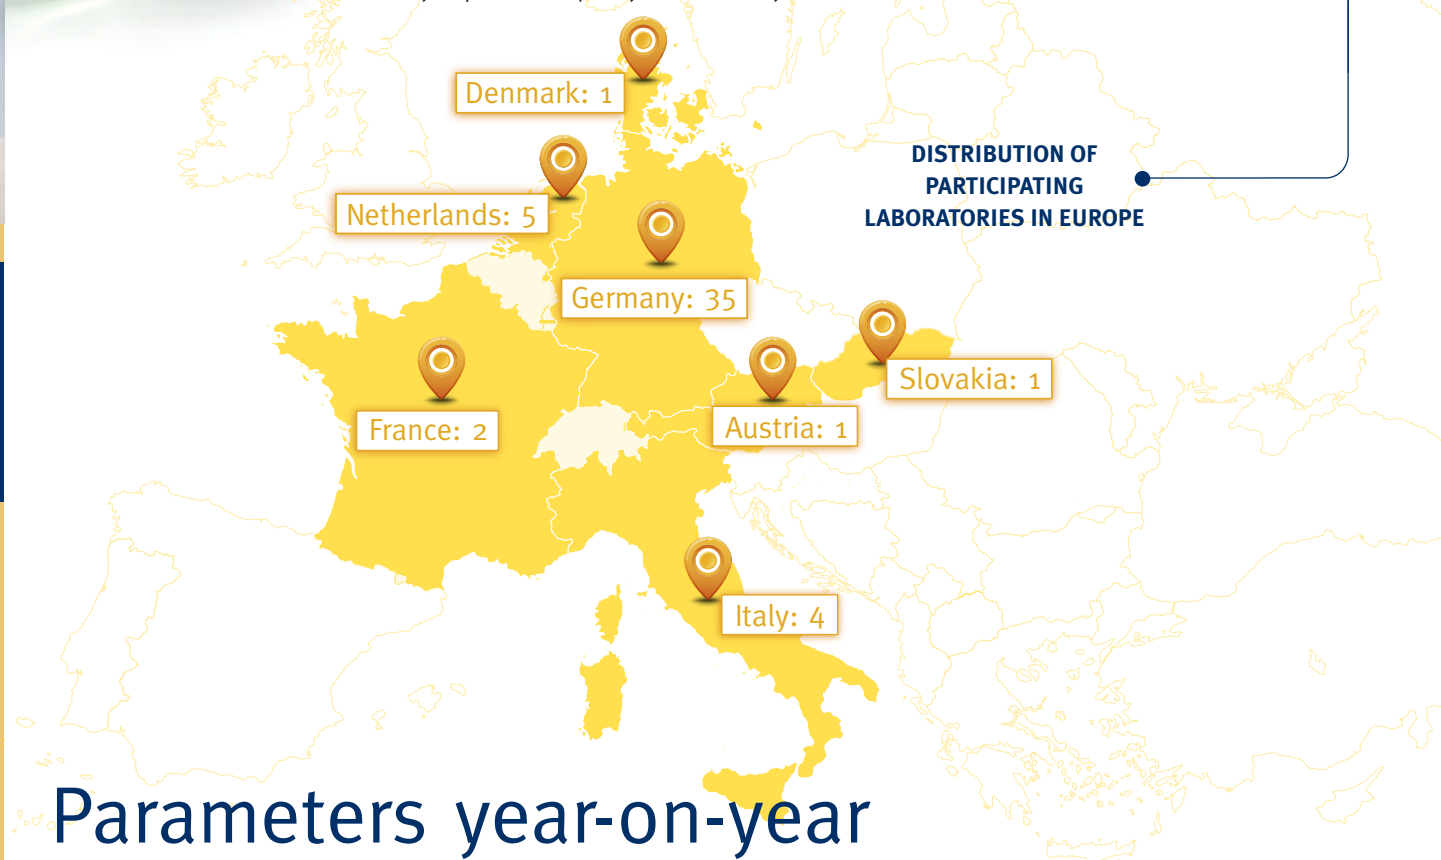 Denmark: 1
DISTRIBUTION OF
PARTICIPATING
LABORATORIES IN EUROPE
Netherlands: 5
Germany: 35
Slovakia: 1
France: 2
Austria: 1
Italy: 4
Parameters year-on-year